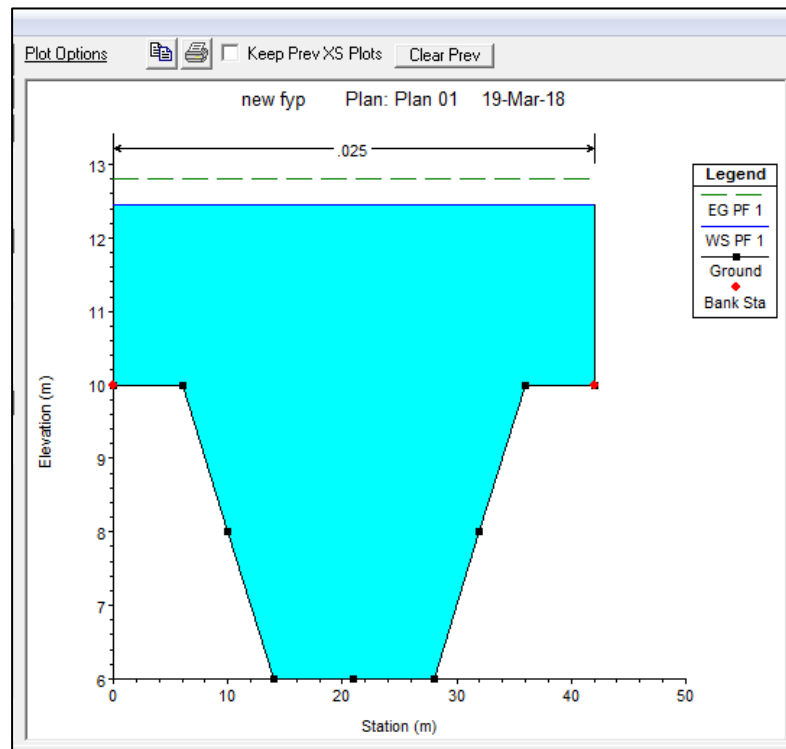 Plot Options
Keep Prev XS Plots
Clear Prev
new fyp Plan: Plan 01 19-Mar-18
.025
Legend
EG PF 1
WS PF 1
Ground
Bank Sta
Elevation (m)
13
12
11
10
9
8
7
6
0 10 20 30 40 50
Station (m)